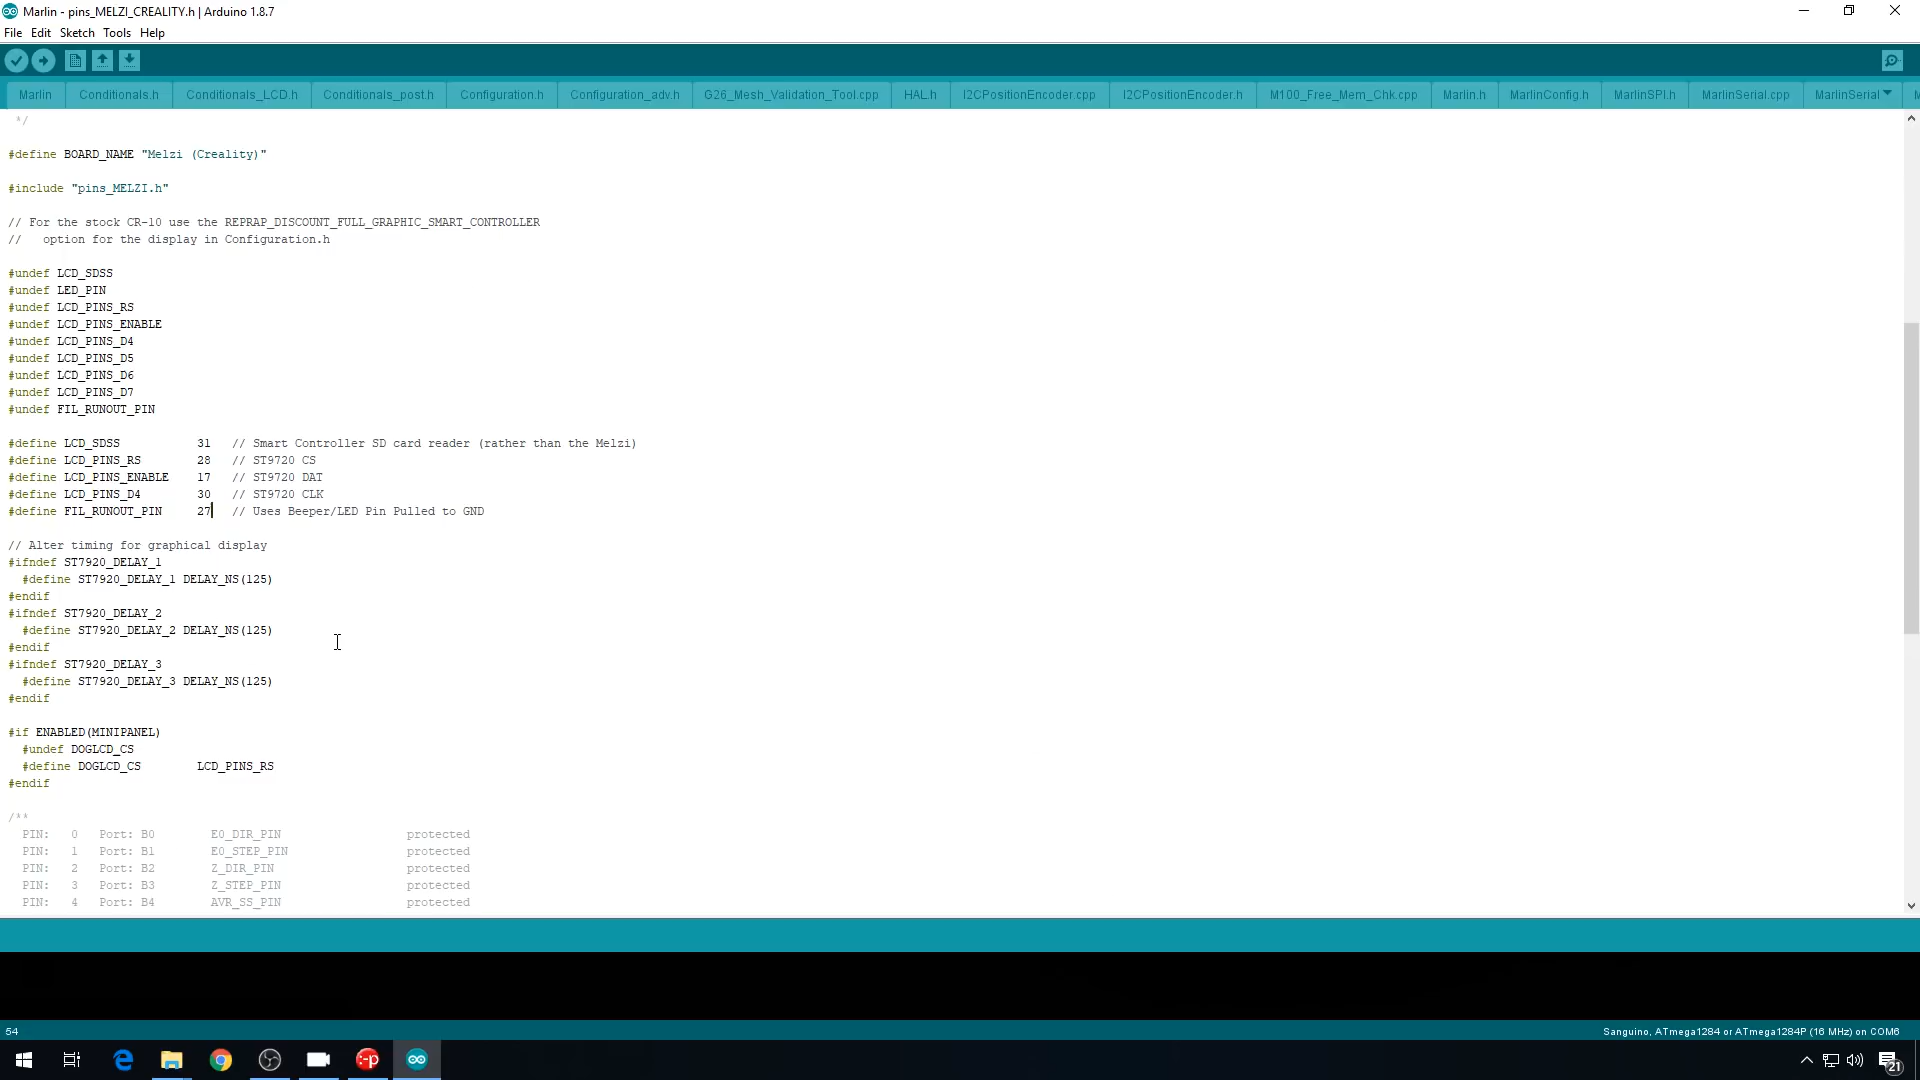 Marlin - pins_MELZI_CREALITY.h | Arduino 1.8.7
File Edit Sketch Tools Help
Marlin Conditionals.h Conditionals_LCD.h Conditionals_post.h Configuration.h Configuration_adv.h G26_Mesh_Validation_Tool.cpp HAL.h I2CPositionEncoder.cpp I2CPositionEncoder.h M100_Free_Mem_Chk.cpp Marlin.h MarlinConfig.h MarlinSPI.h MarlinSerial.cpp MarlinSerial
*/
#define BOARD_NAME "Melzi (Creality)"
#include "pins_MELZI.h"
// For the stock CR-10 use the REPRAP_DISCOUNT_FULL_GRAPHIC_SMART_CONTROLLER
// option for the display in Configuration.h
#undef LCD_SDSS
#undef LED_PIN
#undef LCD_PINS_RS
#undef LCD_PINS_ENABLE
#undef LCD_PINS_D4
#undef LCD_PINS_D5
#undef LCD_PINS_D6
#undef LCD_PINS_D7
#undef FIL_RUNOUT_PIN
#define LCD_SDSS 31 // Smart Controller SD card reader (rather than the Melzi)
#define LCD_PINS_RS 28 // ST9720 CS
#define LCD_PINS_ENABLE 17 // ST9720 DAT
#define LCD_PINS_D4 30 // ST9720 CLK
#define FIL_RUNOUT_PIN 27 // Uses Beeper/LED Pin Pulled to GND
// Alter timing for graphical display
#ifndef ST7920_DELAY_1
#define ST7920_DELAY_1 DELAY_NS(125)
#endif
#ifndef ST7920_DELAY_2
#define ST7920_DELAY_2 DELAY_NS(125)
#endif
#ifndef ST7920_DELAY_3
#define ST7920_DELAY_3 DELAY_NS(125)
#endif
#if ENABLED(MINIPANEL)
#undef DOGLCD_CS
#define DOGLCD_CS LCD_PINS_RS
#endif
/**
PIN: 0 Port: B0 E0_DIR_PIN protected
PIN: 1 Port: B1 E0_STEP_PIN protected
PIN: 2 Port: B2 Z_DIR_PIN protected
PIN: 3 Port: B3 Z_STEP_PIN protected
PIN: 4 Port: B4 AVR_SS_PIN protected
54 Sanguino, ATmega1284 or ATmega1284P (16 MHz) on COM6
21